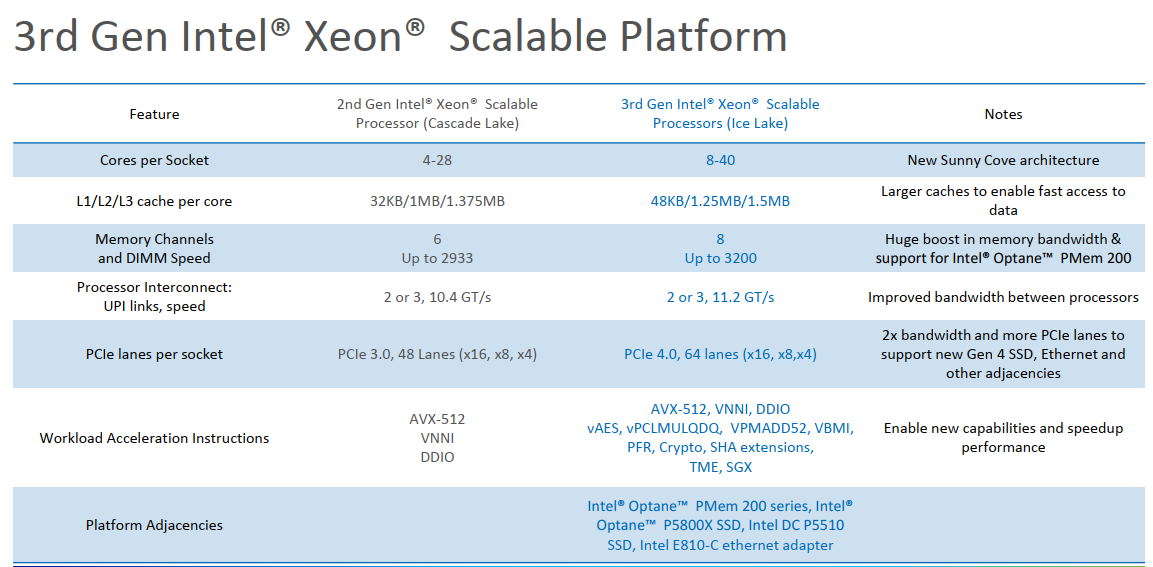 3rd Gen Intel® Xeon® Scalable Platform
Feature
2nd Gen Intel® Xeon® Scalable
Processor (Cascade Lake)
3rd Gen Intel® Xeon® Scalable
Processors (Ice Lake)
Notes
Cores per Socket
4-28
8-40
New Sunny Cove architecture
L1/L2/L3 cache per core
32KB/1MB/1.375MB
48KB/1.25MB/1.5MB
Larger caches to enable fast access to
data
Memory Channels
and DIMM Speed
6
Up to 2933
8
Up to 3200
Huge boost in memory bandwidth &
support for Intel® Optane™ PMem 200
Processor Interconnect:
UPI links, speed
2 or 3, 10.4 GT/s
2 or 3, 11.2 GT/s
Improved bandwidth between processors
PCIe lanes per socket
PCIe 3.0, 48 Lanes (x16, x8, x4)
PCIe 4.0, 64 lanes (x16, x8,x4)
2x bandwidth and more PCIe lanes to
support new Gen 4 SSD, Ethernet and
other adjacencies
Workload Acceleration Instructions
AVX-512
VNNI
DDIO
AVX-512, VNNI, DDIO
vAES, vPCLMULQDQ, VPMADD52, VBMI,
PFR, Crypto, SHA extensions,
TME, SGX
Enable new capabilities and speedup
performance
Platform Adjacencies
Intel® Optane™ PMem 200 series, Intel®
Optane™ P5800X SSD, Intel DC P5510
SSD, Intel E810-C ethernet adapter